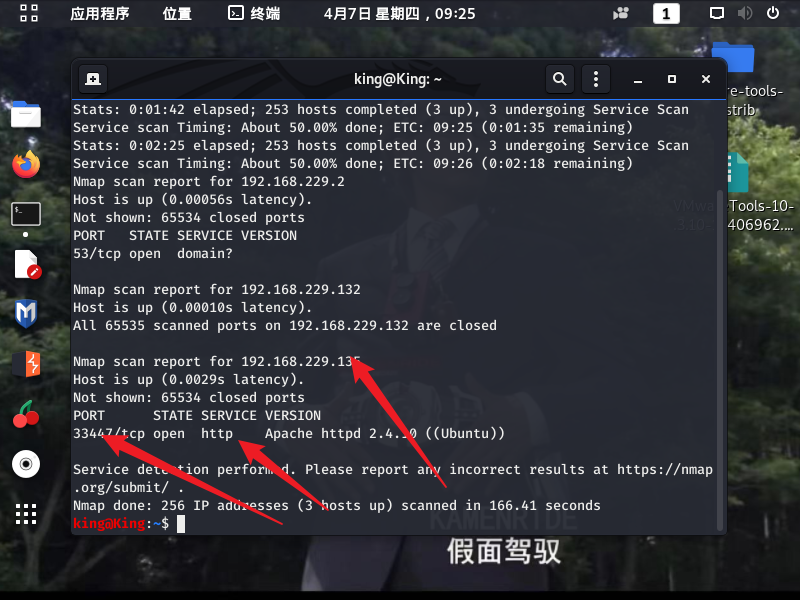 应用程序 位置 终端 4月7日 星期四，09:25 1
king@King: ~
Stats: 0:01:42 elapsed; 253 hosts completed (3 up), 3 undergoing Service Scan
Service scan Timing: About 50.00% done; ETC: 09:25 (0:01:35 remaining)
Stats: 0:02:25 elapsed; 253 hosts completed (3 up), 3 undergoing Service Scan
Service scan Timing: About 50.00% done; ETC: 09:26 (0:02:18 remaining)
Nmap scan report for 192.168.229.2
Host is up (0.00056s latency).
Not shown: 65534 closed ports
PORT STATE SERVICE VERSION
53/tcp open domain?
Nmap scan report for 192.168.229.132
Host is up (0.00010s latency).
All 65535 scanned ports on 192.168.229.132 are closed
Nmap scan report for 192.168.229.135
Host is up (0.0029s latency).
Not shown: 65534 closed ports
PORT STATE SERVICE VERSION
33447/tcp open http Apache httpd 2.4.10 ((Ubuntu))
Service detection performed. Please report any incorrect results at https://nmap
.org/submit/ .
Nmap done: 256 IP addresses (3 hosts up) scanned in 166.41 seconds
king@King:~$
re-tools-
strib
VMwareTools-10-
406962....
KAMENRIDE
假面驾驭